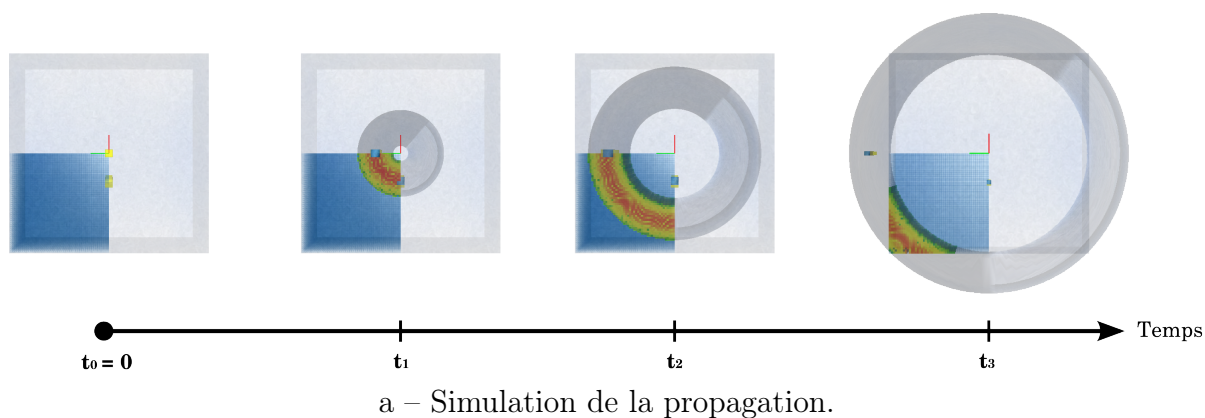 Temps
t₀ = 0 t₁ t₂ t₃
a – Simulation de la propagation.